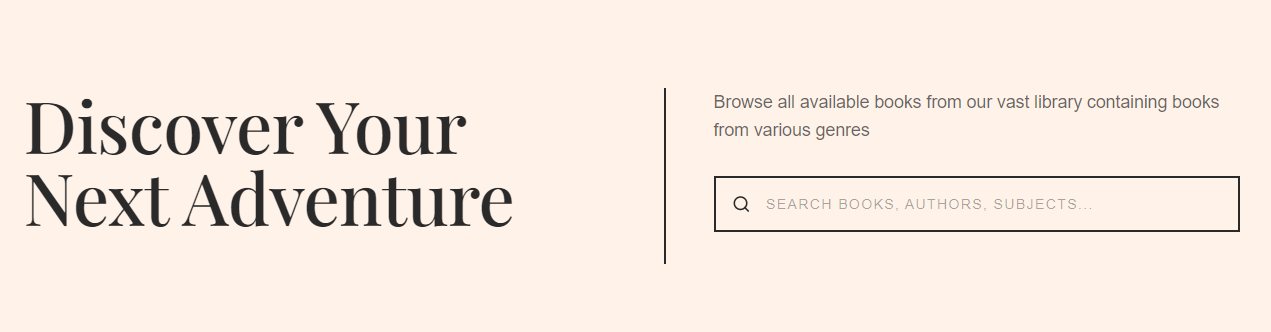 Discover Your
Next Adventure
Browse all available books from our vast library containing books
from various genres
SEARCH BOOKS, AUTHORS, SUBJECTS...